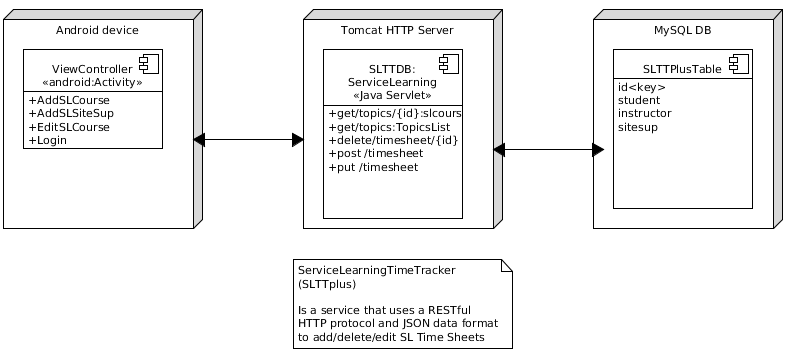 Android device
ViewController
«android:Activity»
+AddSLCourse
+AddSLSiteSup
+EditSLCourse
+Login
Tomcat HTTP Server
SLTTDB:
ServiceLearning
«Java Servlet»
+get/topics/{id}:slcours
+get/topics:TopicsList
+delete/timesheet/{id}
+post /timesheet
+put /timesheet
MySQL DB
SLTTPlusTable
id<key>
student
instructor
sitesup
ServiceLearningTimeTracker
(SLTTplus)
Is a service that uses a RESTful
HTTP protocol and JSON data format
to add/delete/edit SL Time Sheets